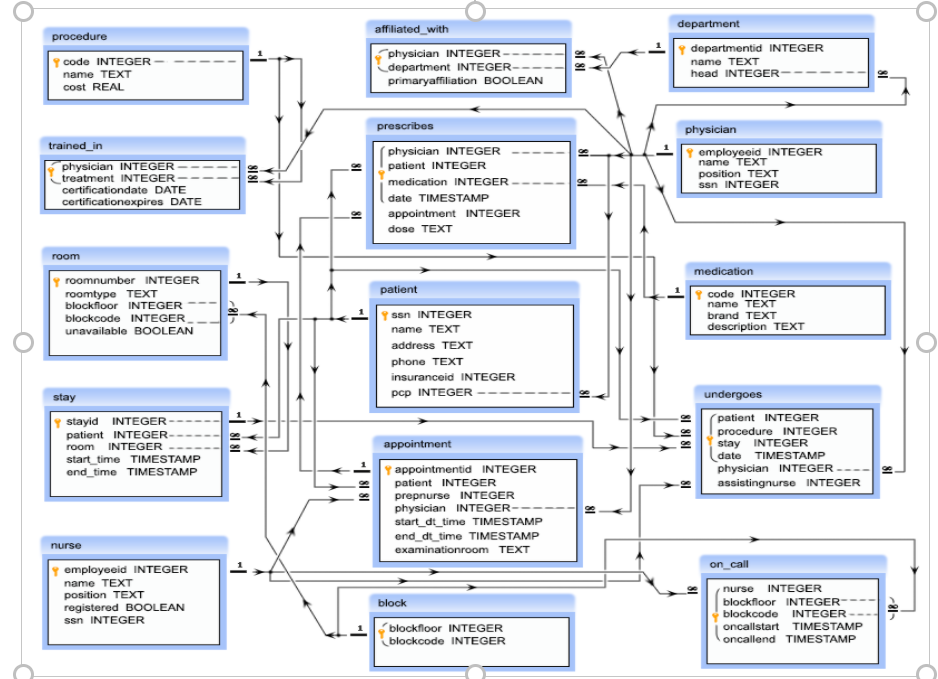 procedure
code INTEGER
name TEXT
cost REAL
affiliated_with
physician INTEGER
department INTEGER
primaryaffiliation BOOLEAN
department
departmentid INTEGER
name TEXT
head INTEGER
trained_in
physician INTEGER
treatment INTEGER
certificationdate DATE
certificationexpires DATE
prescribes
physician INTEGER
patient INTEGER
medication INTEGER
date TIMESTAMP
appointment INTEGER
dose TEXT
physician
employeeid INTEGER
name TEXT
position TEXT
ssn INTEGER
room
roomnumber INTEGER
roomtype TEXT
blockfloor INTEGER
blockcode INTEGER
unavailable BOOLEAN
patient
ssn INTEGER
name TEXT
address TEXT
phone TEXT
insuranceid INTEGER
pcp INTEGER
medication
code INTEGER
name TEXT
brand TEXT
description TEXT
stay
stayid INTEGER
patient INTEGER
room INTEGER
start_time TIMESTAMP
end_time TIMESTAMP
appointment
appointmentid INTEGER
patient INTEGER
prepnurse INTEGER
physician INTEGER
start_dt_time TIMESTAMP
end_dt_time TIMESTAMP
examinationroom TEXT
undergoes
patient INTEGER
procedure INTEGER
stay INTEGER
date TIMESTAMP
physician INTEGER
assistingnurse INTEGER
nurse
employeeid INTEGER
name TEXT
position TEXT
registered BOOLEAN
ssn INTEGER
block
blockfloor INTEGER
blockcode INTEGER
on_call
nurse INTEGER
blockfloor INTEGER
blockcode INTEGER
oncallstart TIMESTAMP
oncallend TIMESTAMP
1
1
1
1
1
1
1
1
1
1